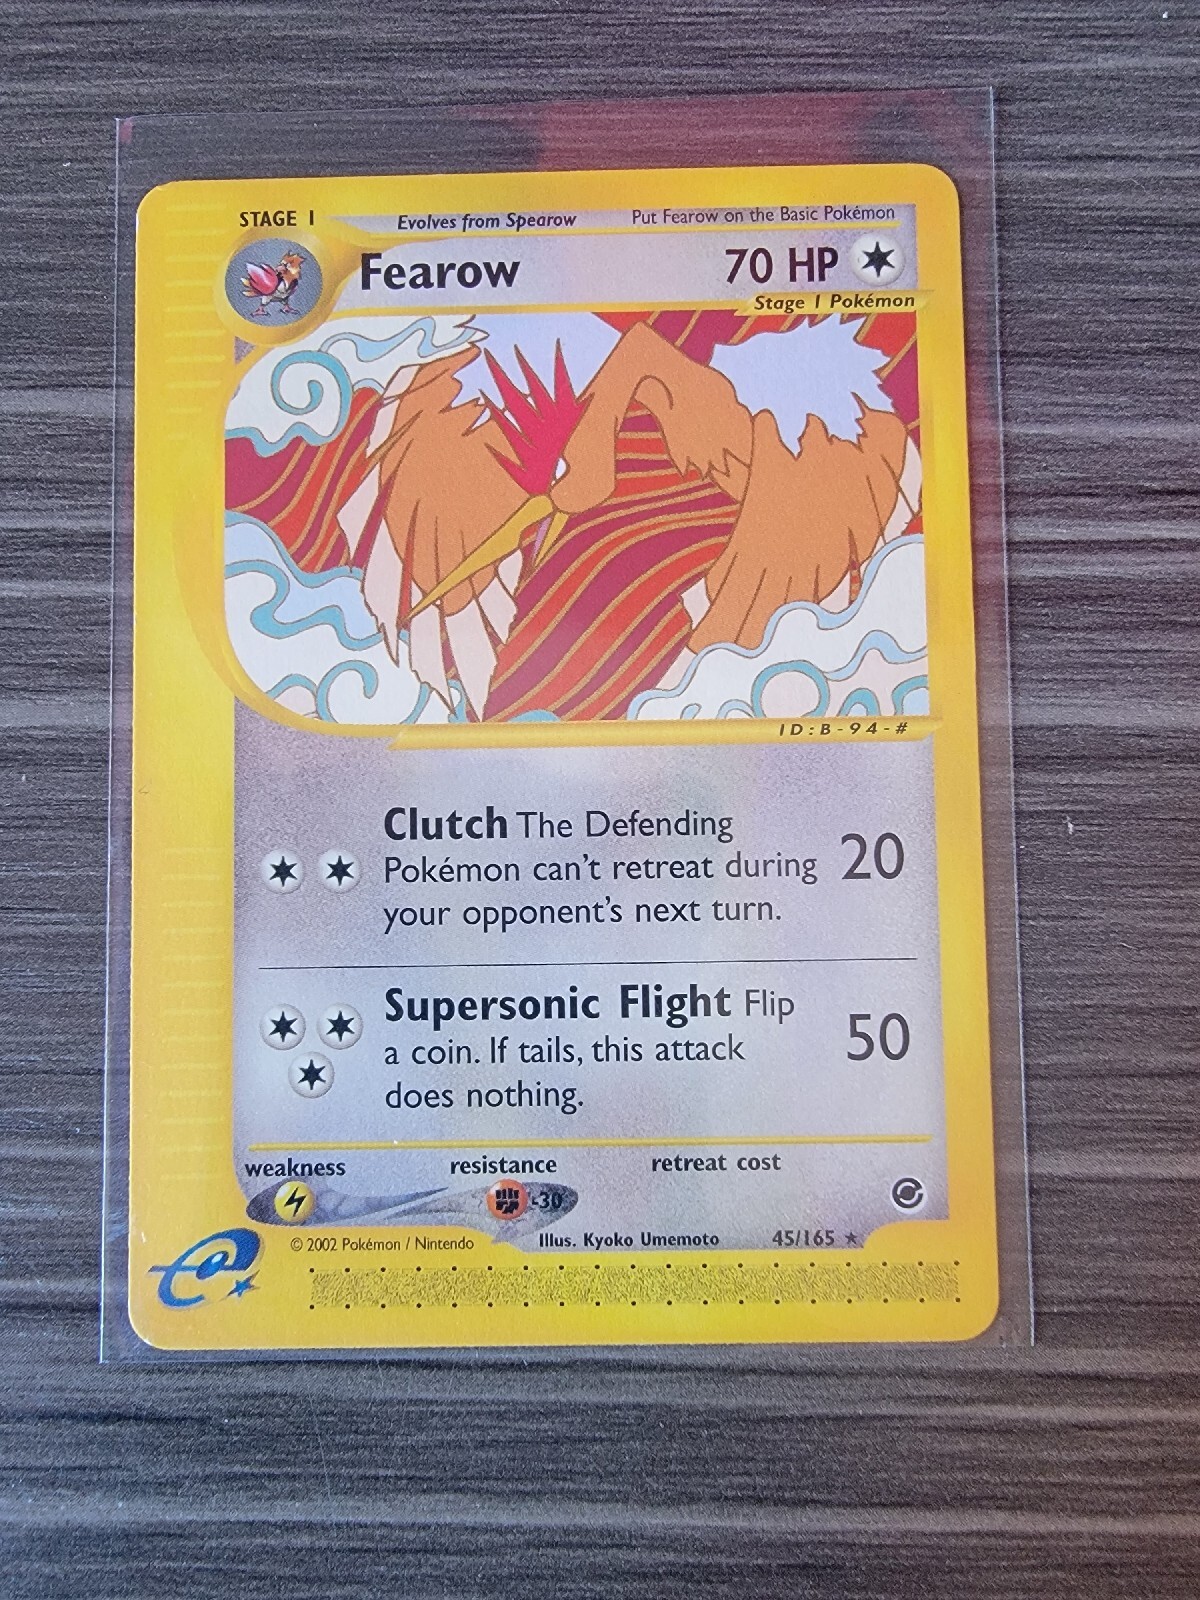 STAGE 1
Evolves from Spearow
Put Fearow on the Basic Pokémon
Fearow
70 HP
Stage 1 Pokémon
ID:B-94-#
Clutch The Defending
Pokémon can't retreat during
your opponent's next turn.
20
Supersonic Flight Flip
a coin. If tails, this attack
does nothing.
50
weakness
resistance
retreat cost
-30
© 2002 Pokémon / Nintendo
Illus. Kyoko Umemoto
45/165 ★
e